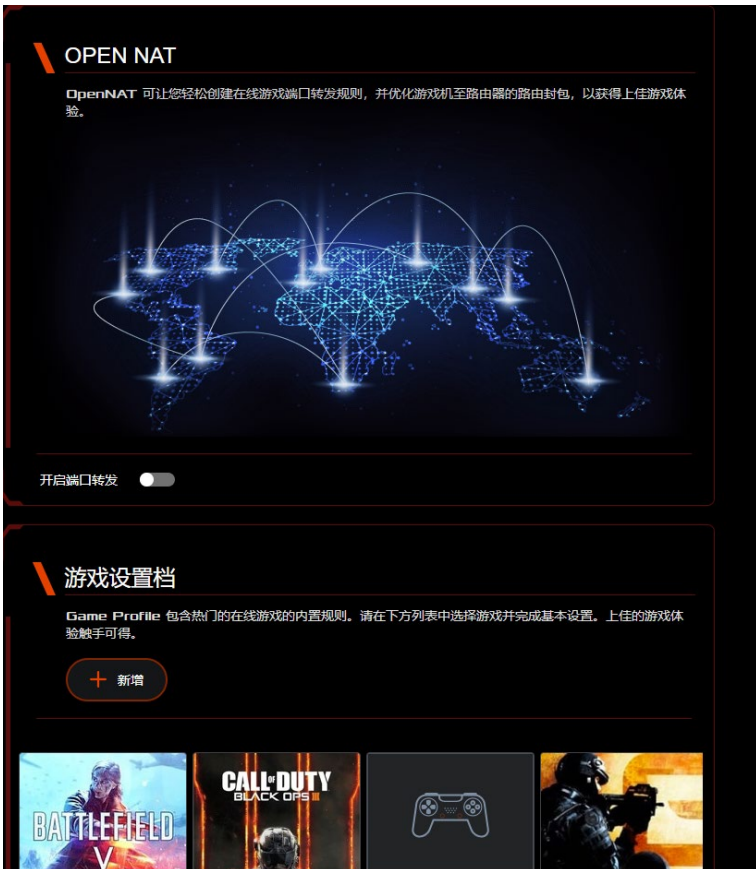 OPEN NAT
OpenNAT 可让您轻松创建在线游戏端口转发规则，并优化游戏机至路由器的路由封包，以获得上佳游戏体
验。
开启端口转发
游戏设置档
Game Profile 包含热门的在线游戏的内置规则。请在下方列表中选择游戏并完成基本设置。上佳的游戏体
验触手可得。
新增
BATTLEFIELD
V
CALL OF DUTY
BLACK OPS III